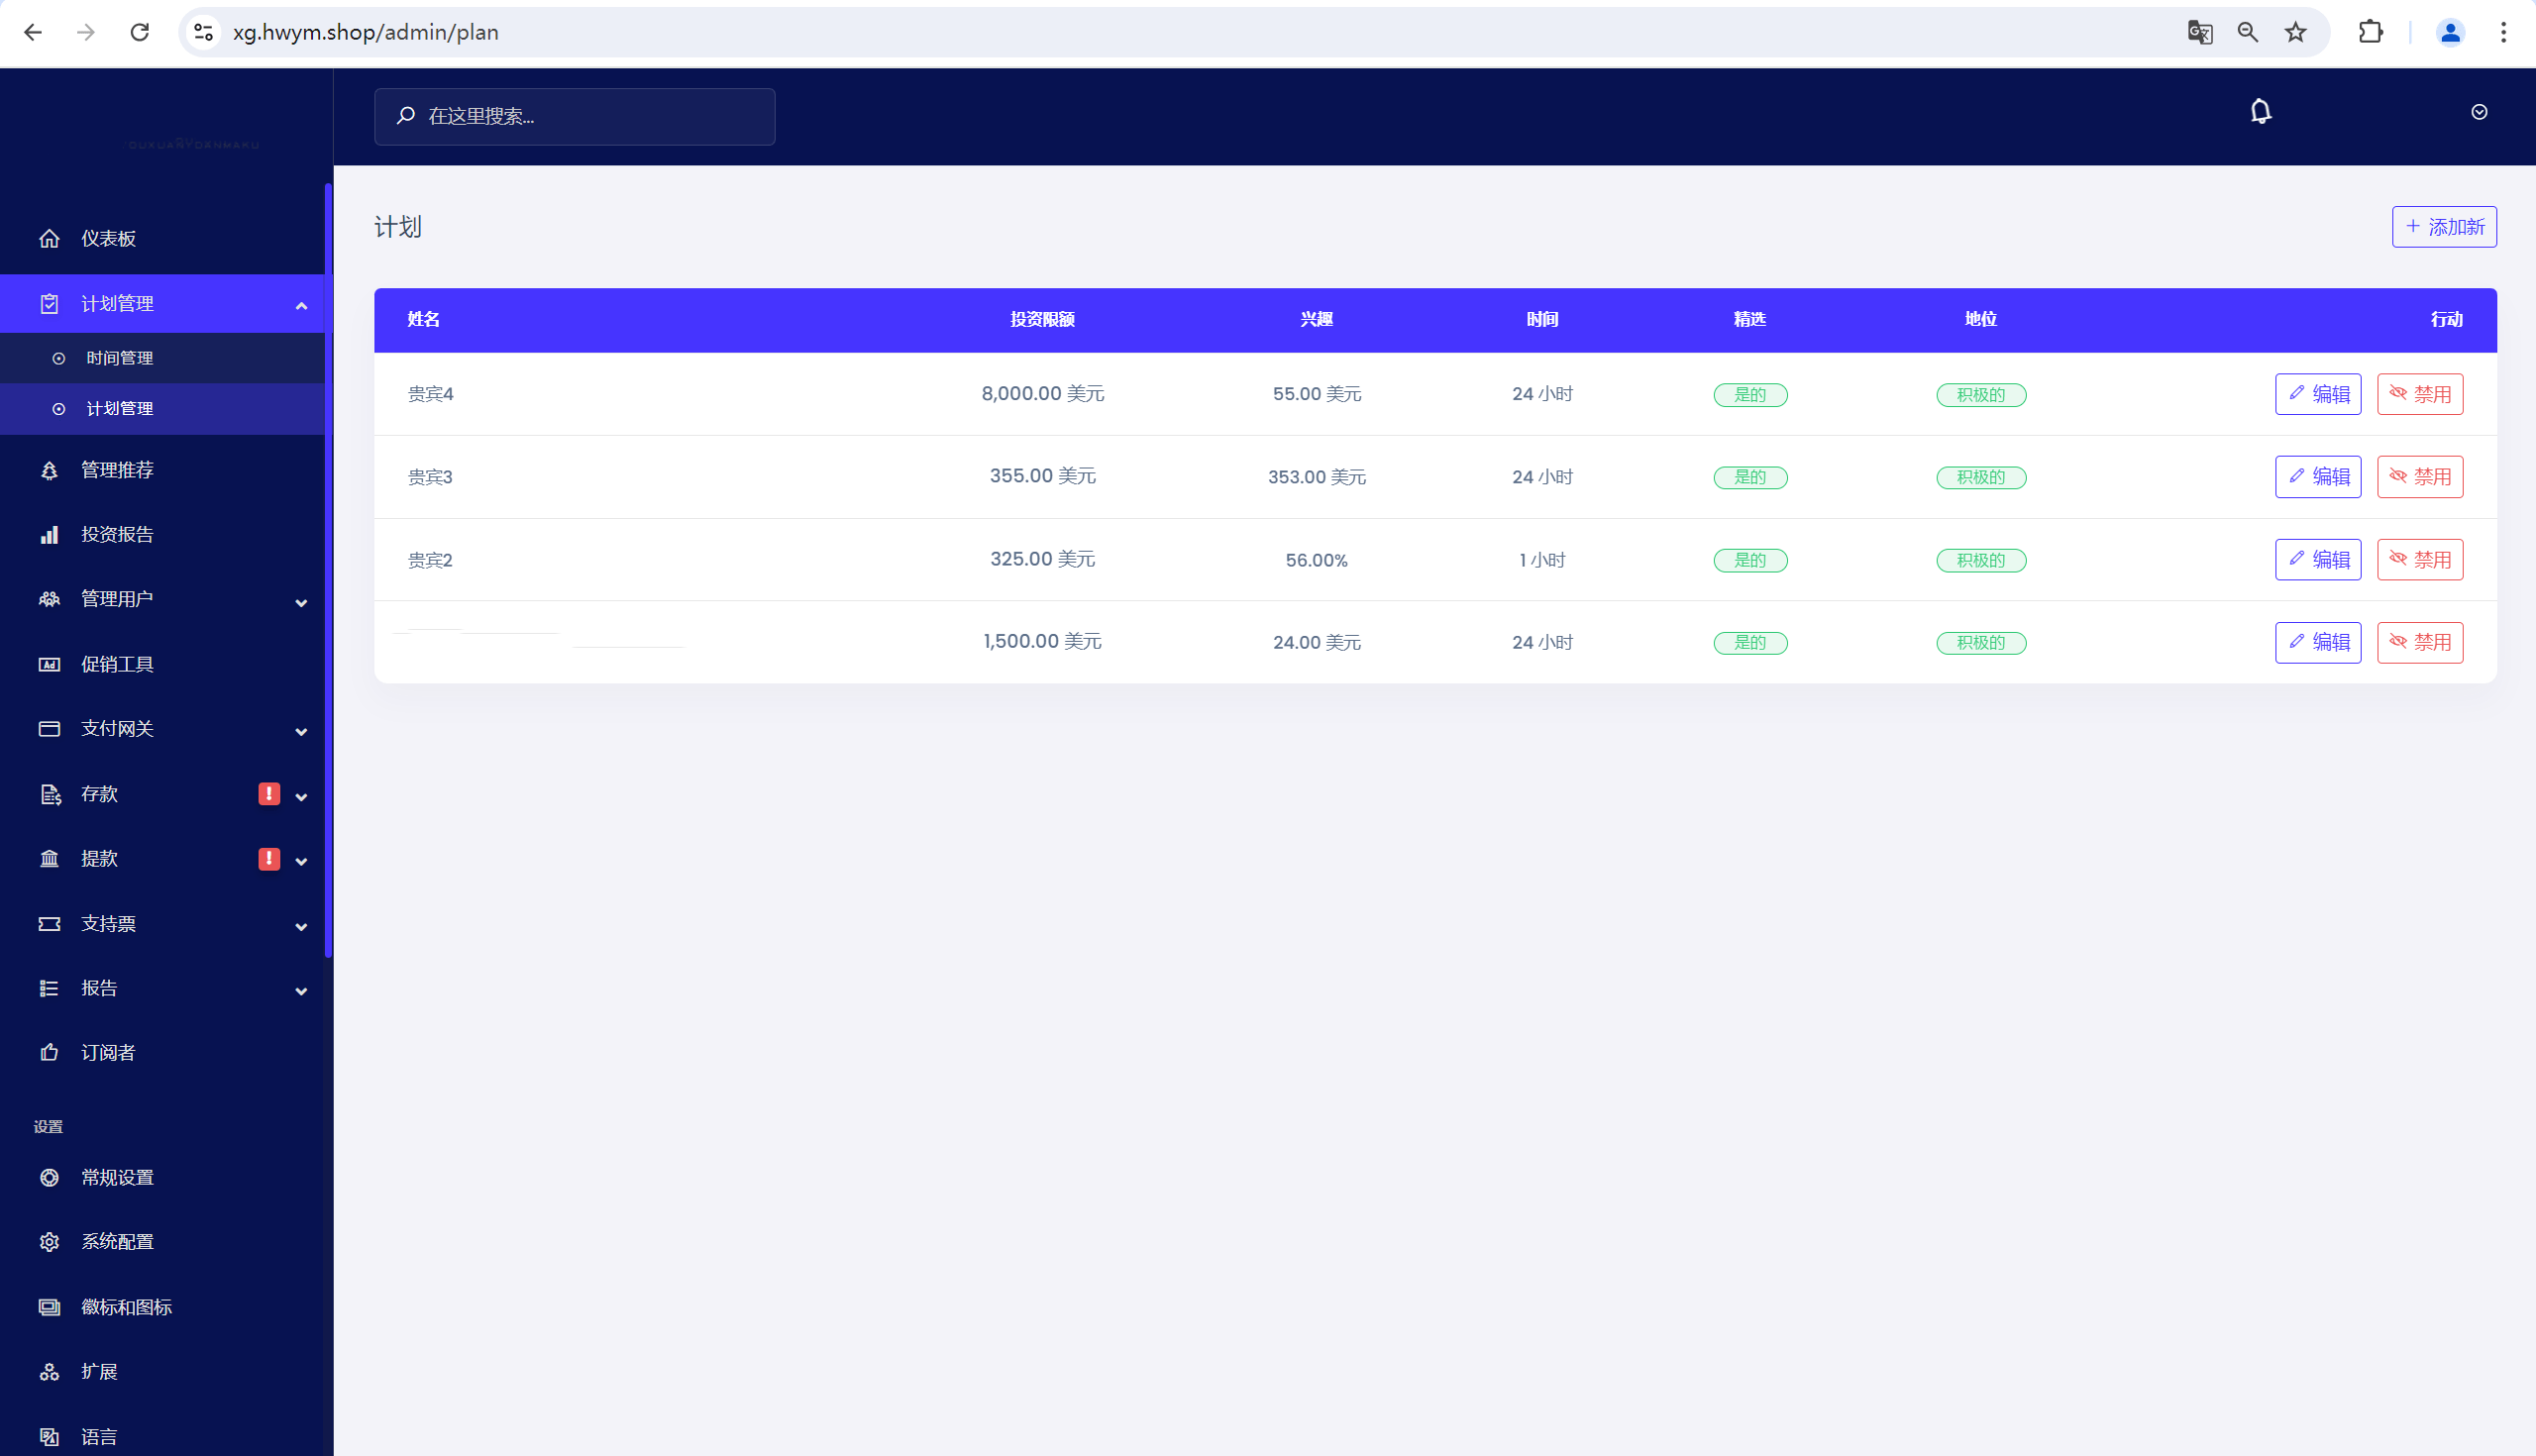 xg.hwym.shop/admin/plan
在这里搜索...
仪表板
计划管理
时间管理
计划管理
管理推荐
投资报告
管理用户
促销工具
支付网关
存款
提款
支持票
报告
订阅者
设置
常规设置
系统配置
徽标和图标
扩展
语言
计划
添加新
姓名 投资限额 兴趣 时间 精选 地位 行动
贵宾4 8,000.00 美元 55.00 美元 24 小时 是的 积极的 编辑 禁用
贵宾3 355.00 美元 353.00 美元 24 小时 是的 积极的 编辑 禁用
贵宾2 325.00 美元 56.00% 1 小时 是的 积极的 编辑 禁用
1,500.00 美元 24.00 美元 24 小时 是的 积极的 编辑 禁用